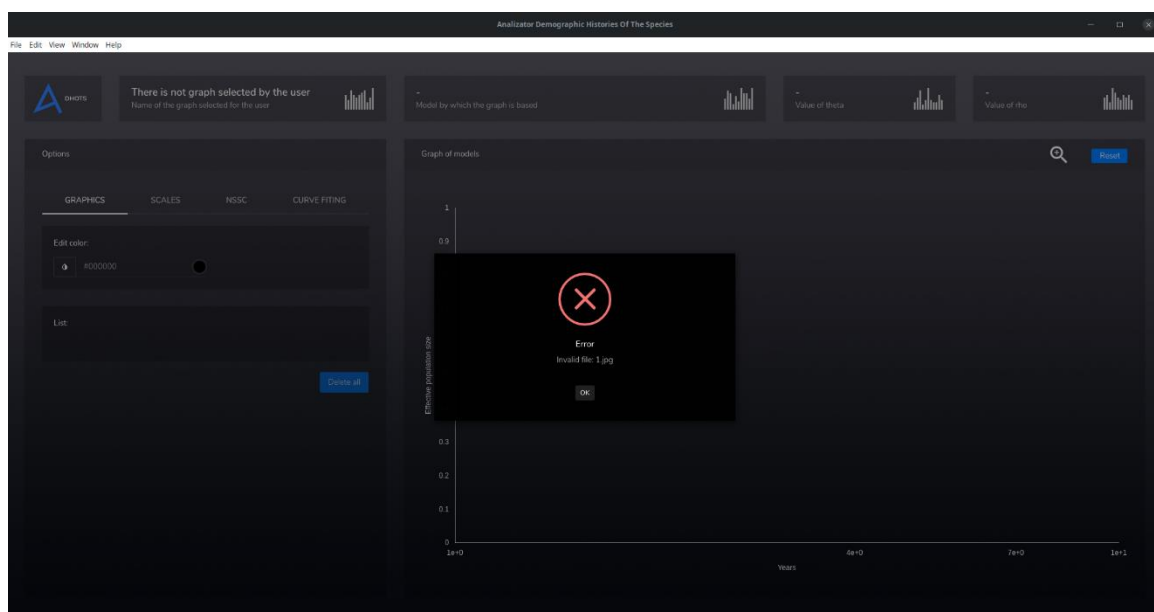 Analizator Demographic Histories Of The Species
File Edit View Window Help
DHOTS
There is not graph selected by the user
Name of the graph selected for the user
-
Model by which the graph is based
-
Value of theta
-
Value of rho
Options
GRAPHICS SCALES NSSC CURVE FITING
Edit color:
#000000
List:
Delete all
Graph of models
Reset
1
0.9
Effective population size
0.3
0.2
0.1
0
1e+0 4e+0 7e+0 1e+1
Years
Error
Invalid file: 1.jpg
OK